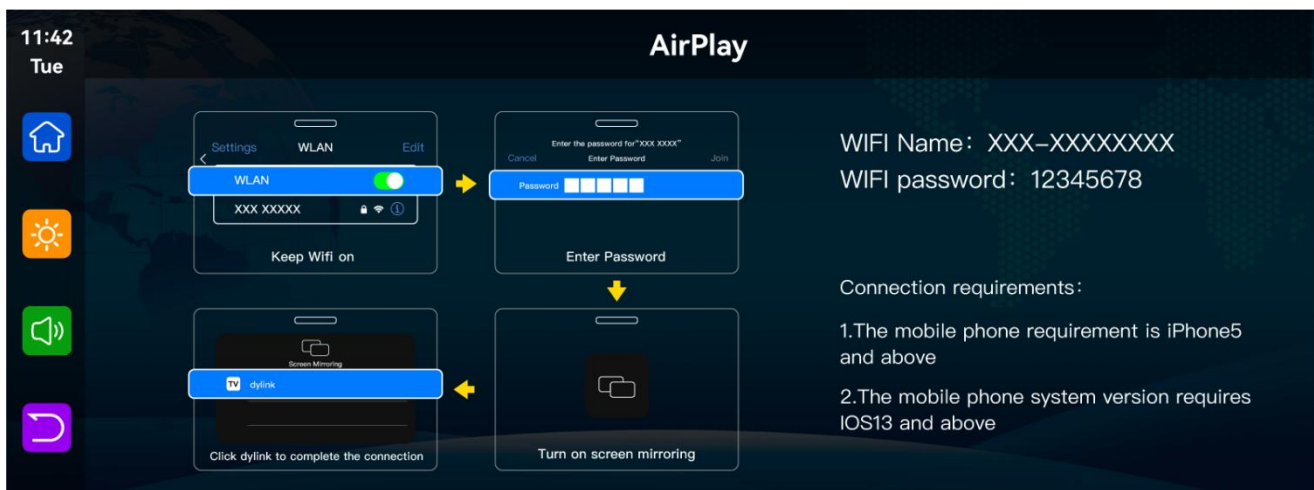 11:42
Tue
AirPlay
Settings WLAN Edit
WLAN
XXX XXXXX
Keep Wifi on
Enter the password for“XXX XXXX”
Cancel Enter Password Join
Password
Enter Password
Screen Mirroring
TV dylink
Click dylink to complete the connection
Turn on screen mirroring
WIFI Name: XXX-XXXXXXXX
WIFI password: 12345678
Connection requirements:
1.The mobile phone requirement is iPhone5
and above
2.The mobile phone system version requires
IOS13 and above